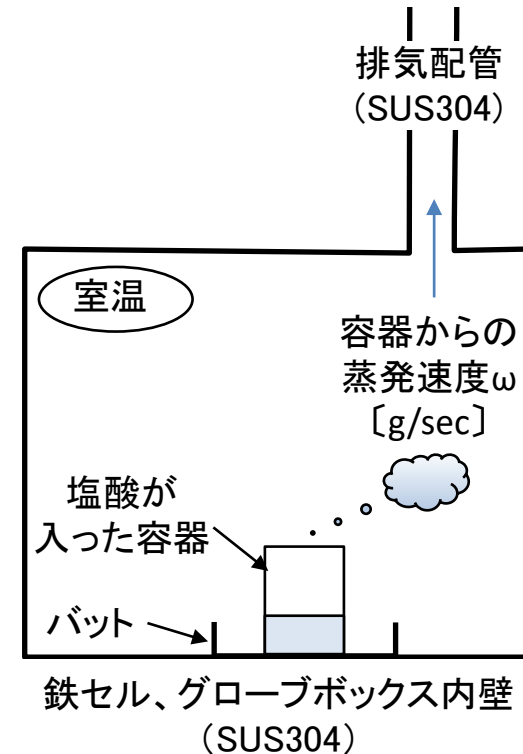 排気配管
（SUS304）
室温
容器からの
蒸発速度ω
〔g/sec〕
塩酸が
入った容器
バット
鉄セル、グローブボックス内壁
（SUS304）